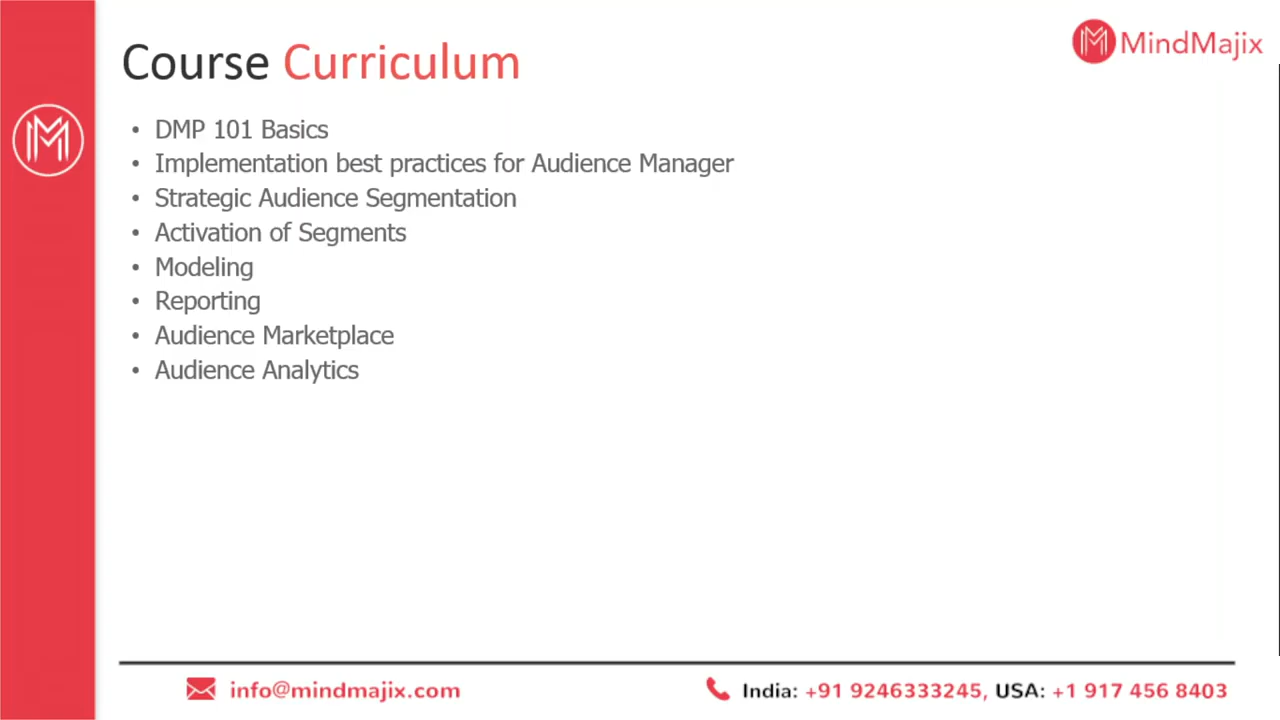 Course Curriculum
MindMajix
• DMP 101 Basics
• Implementation best practices for Audience Manager
• Strategic Audience Segmentation
• Activation of Segments
• Modeling
• Reporting
• Audience Marketplace
• Audience Analytics
info@mindmajix.com
India: +91 9246333245, USA: +1 917 456 8403